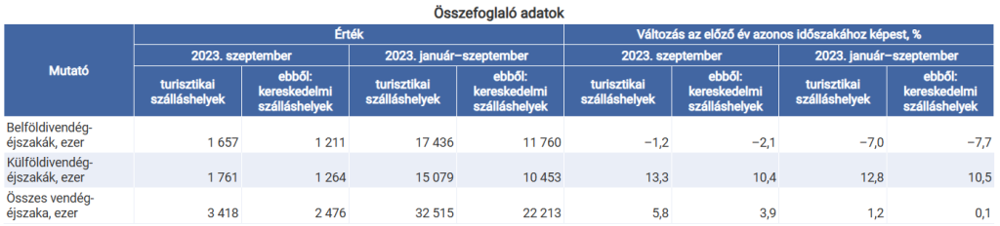 Összefoglaló adatok
Mutató
Érték
Változás az előző év azonos időszakához képest, %
2023. szeptember
2023. január–szeptember
2023. szeptember
2023. január–szeptember
turisztikai
szálláshelyek
ebből:
kereskedelmi
szálláshelyek
turisztikai
szálláshelyek
ebből:
kereskedelmi
szálláshelyek
turisztikai
szálláshelyek
ebből:
kereskedelmi
szálláshelyek
turisztikai
szálláshelyek
ebből:
kereskedelmi
szálláshelyek
Belföldivendég-
éjszakák, ezer 1 657 1 211 17 436 11 760 –1,2 –2,1 –7,0 –7,7
Külföldivendég-
éjszakák, ezer 1 761 1 264 15 079 10 453 13,3 10,4 12,8 10,5
Összes vendég-
éjszaka, ezer 3 418 2 476 32 515 22 213 5,8 3,9 1,2 0,1